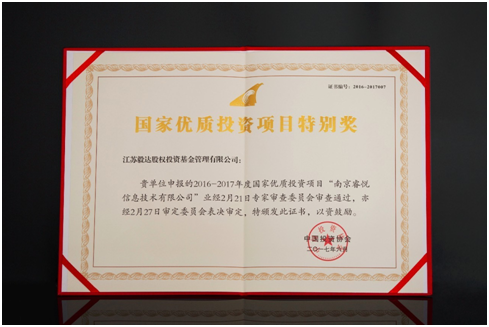 证书编号：2016-2017007
国家优质投资项目特别奖
江苏毅达股权投资基金管理有限公司：
贵单位申报的2016-2017年度国家优质投资项目“南京睿悦
信息技术有限公司”业经2月21日专家审查委员会审查通过，亦
经2月27日审定委员会表决审定，特颁发此证书，以资鼓励。
中国投资协会
二〇一七年六月